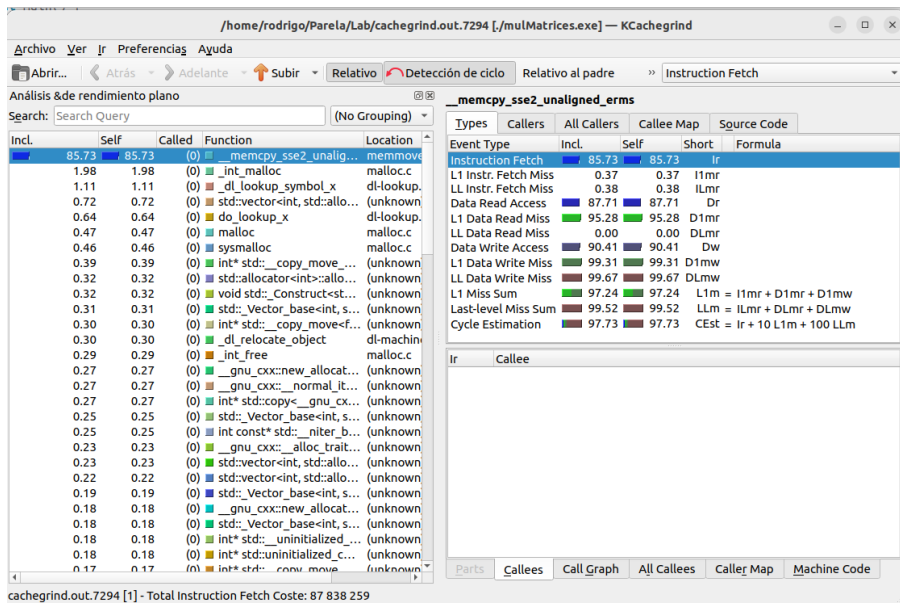 /home/rodrigo/Parela/Lab/cachegrind.out.7294 [./mulMatrices.exe] — KCachegrind
Archivo Ver Ir Preferencias Ayuda
Abrir... Atrás Adelante Subir Relativo Detección de ciclo Relativo al padre » Instruction Fetch
Análisis &de rendimiento plano
Search: Search Query (No Grouping)
Incl. Self Called Function Location
85.73 85.73 (0) __memcpy_sse2_unalig... memmove
1.98 1.98 (0) _int_malloc malloc.c
1.11 1.11 (0) _dl_lookup_symbol_x dl-lookup.
0.72 0.72 (0) std::vector<int, std::allo... (unknown)
0.64 0.64 (0) do_lookup_x dl-lookup.
0.47 0.47 (0) malloc malloc.c
0.46 0.46 (0) sysmalloc malloc.c
0.39 0.39 (0) int* std::__copy_move_... (unknown)
0.32 0.32 (0) std::allocator<int>::allo... (unknown)
0.32 0.32 (0) void std::_Construct<st... (unknown)
0.31 0.31 (0) std::_Vector_base<int, s... (unknown)
0.30 0.30 (0) int* std::__copy_move<f... (unknown)
0.30 0.30 (0) _dl_relocate_object dl-machin
0.29 0.29 (0) _int_free malloc.c
0.27 0.27 (0) __gnu_cxx::new_allocat... (unknown)
0.27 0.27 (0) __gnu_cxx::__normal_it... (unknown)
0.27 0.27 (0) int* std::copy<__gnu_cx... (unknown)
0.25 0.25 (0) std::_Vector_base<int, s... (unknown)
0.25 0.25 (0) int const* std::__niter_b... (unknown)
0.23 0.23 (0) __gnu_cxx::__alloc_trait... (unknown)
0.23 0.23 (0) std::vector<int, std::allo... (unknown)
0.22 0.22 (0) std::vector<int, std::allo... (unknown)
0.19 0.19 (0) std::_Vector_base<int, s... (unknown)
0.18 0.18 (0) __gnu_cxx::new_allocat... (unknown)
0.18 0.18 (0) std::_Vector_base<int, s... (unknown)
0.18 0.18 (0) int* std::__uninitialized_... (unknown)
0.18 0.18 (0) int* std::uninitialized_c... (unknown)
0.17 0.17 (0) int* std::__copy_move_ (unknown)
__memcpy_sse2_unaligned_erms
Types Callers All Callers Callee Map Source Code
Event Type Incl. Self Short Formula
Instruction Fetch 85.73 85.73 Ir
L1 Instr. Fetch Miss 0.37 0.37 I1mr
LL Instr. Fetch Miss 0.38 0.38 ILmr
Data Read Access 87.71 87.71 Dr
L1 Data Read Miss 95.28 95.28 D1mr
LL Data Read Miss 0.00 0.00 DLmr
Data Write Access 90.41 90.41 Dw
L1 Data Write Miss 99.31 99.31 D1mw
LL Data Write Miss 99.67 99.67 DLmw
L1 Miss Sum 97.24 97.24 L1m = I1mr + D1mr + D1mw
Last-level Miss Sum 99.52 99.52 LLm = ILmr + DLmr + DLmw
Cycle Estimation 97.73 97.73 CEst = Ir + 10 L1m + 100 LLm
Ir Callee
Parts Callees Call Graph All Callees Caller Map Machine Code
cachegrind.out.7294 [1] - Total Instruction Fetch Coste: 87 838 259